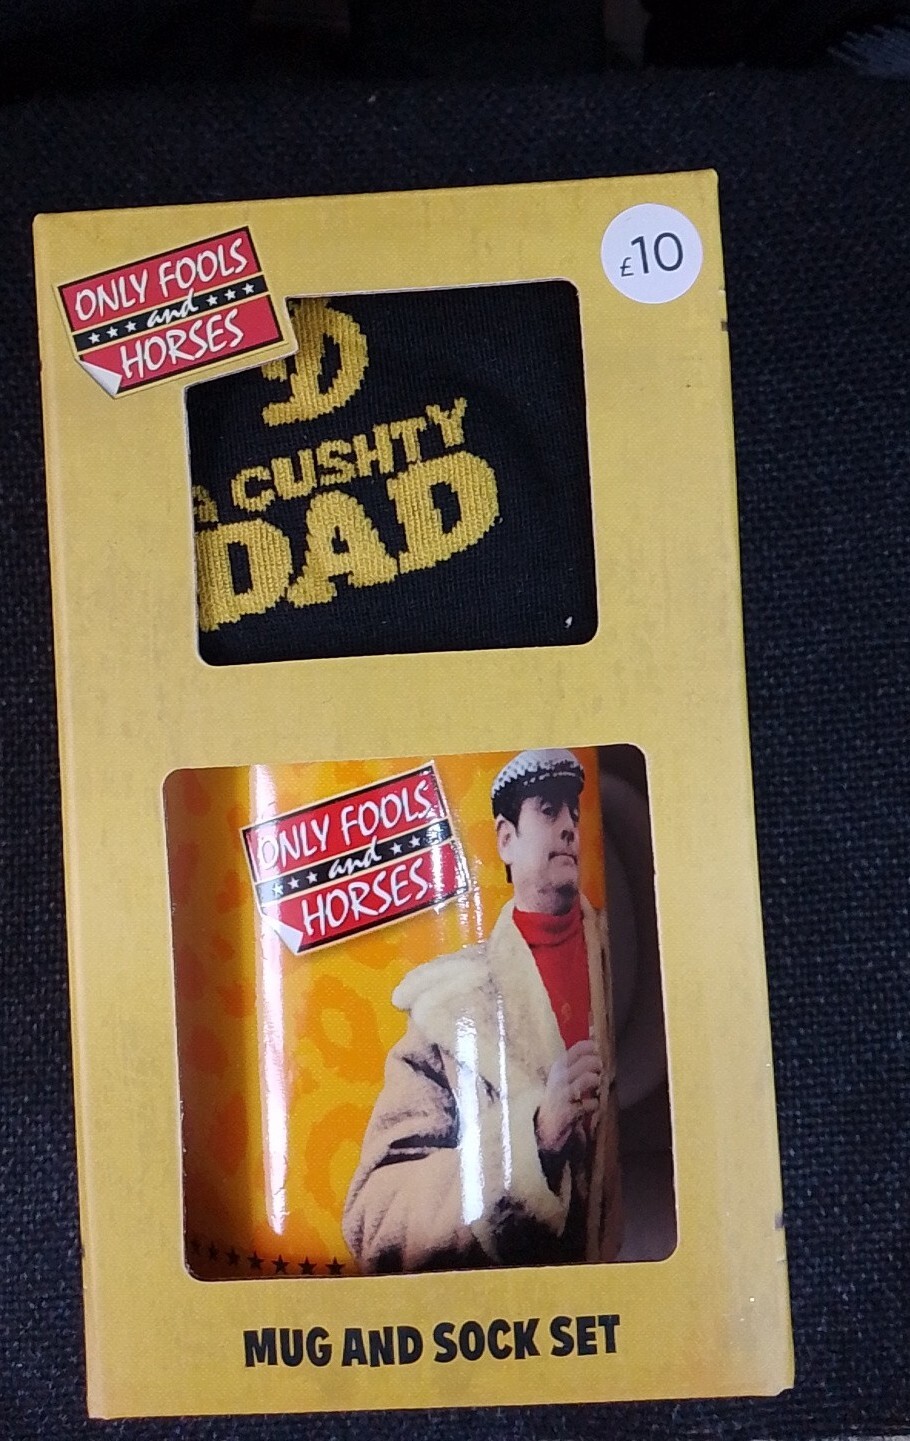 ONLY FOOLS
and
HORSES
£10
D
A CUSHTY
DAD
ONLY FOOLS
and
HORSES
MUG AND SOCK SET